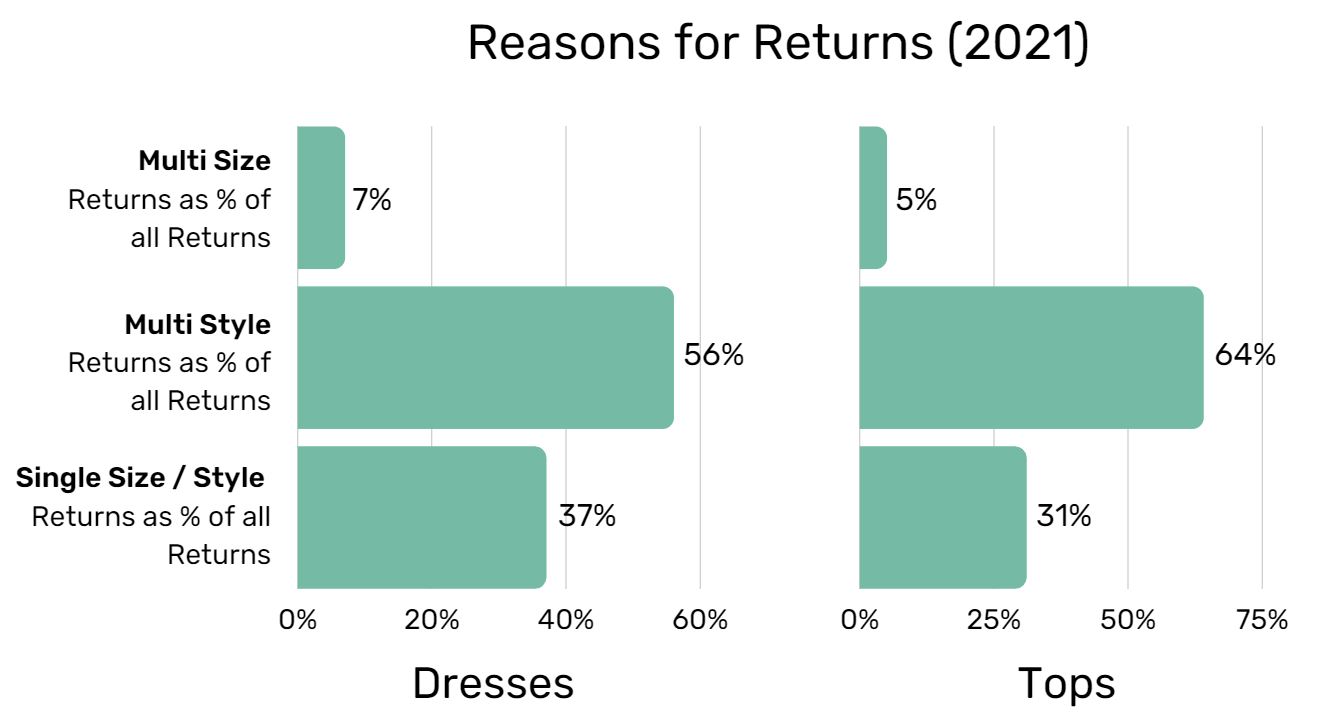 Reasons for Returns (2021)
Multi Size
Returns as % of
all Returns
7%
5%
Multi Style
Returns as % of
all Returns
56%
64%
Single Size / Style
Returns as % of all
Returns
37%
31%
0% 20% 40% 60%
0% 25% 50% 75%
Dresses
Tops